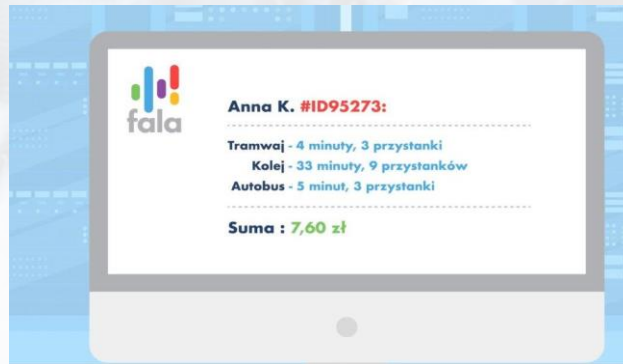 fala
Anna K. #ID95273:
Tramwaj - 4 minuty, 3 przystanki
Kolej - 33 minuty, 9 przystanków
Autobus - 5 minut, 3 przystanki
Suma : 7,60 zł